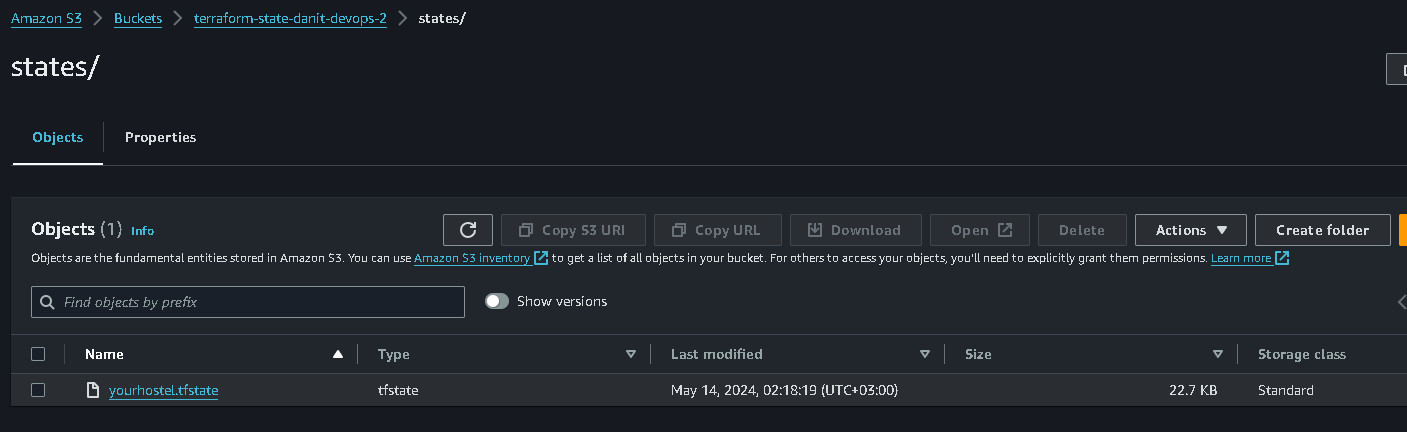 Amazon S3 > Buckets > terraform-state-danit-devops-2 > states/
states/
Objects Properties
Objects (1) Info Copy S3 URI Copy URL Download Open Delete Actions Create folder
Objects are the fundamental entities stored in Amazon S3. You can use Amazon S3 inventory to get a list of all objects in your bucket. For others to access your objects, you'll need to explicitly grant them permissions. Learn more
Find objects by prefix Show versions
Name Type Last modified Size Storage class
yourhostel.tfstate tfstate May 14, 2024, 02:18:19 (UTC+03:00) 22.7 KB Standard